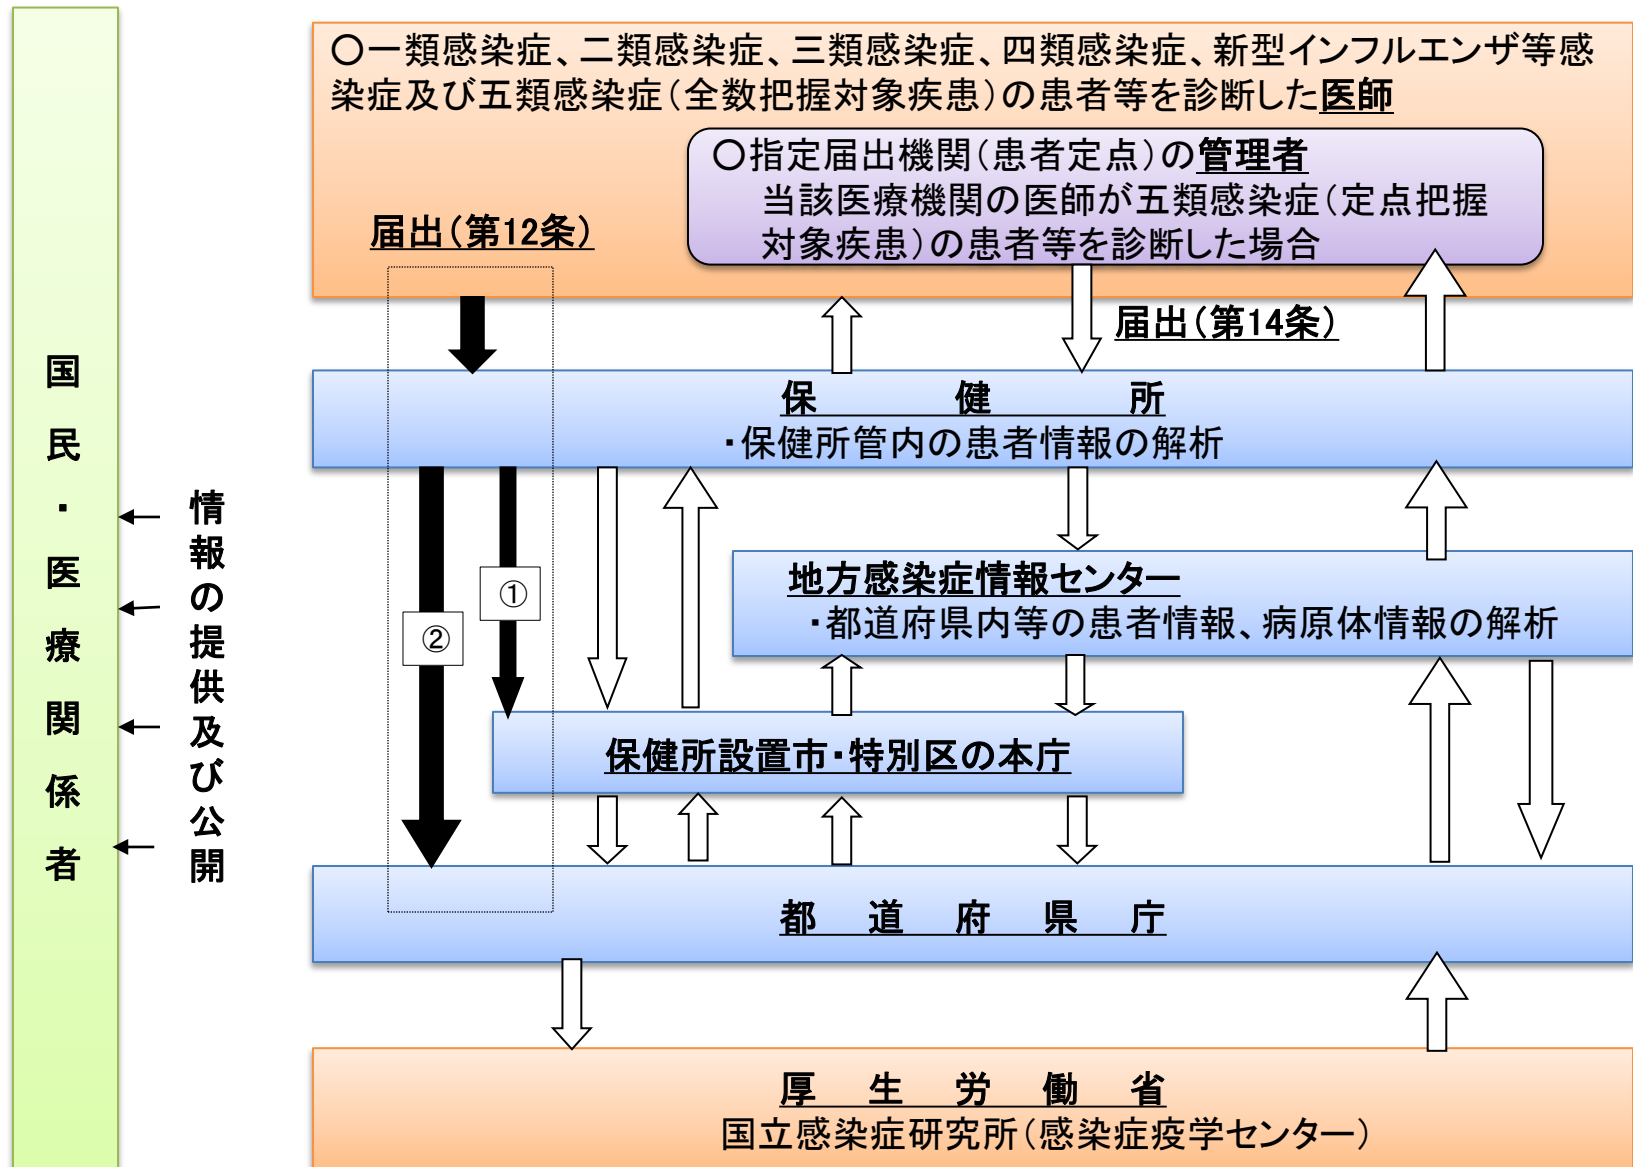 〇一類感染症、二類感染症、三類感染症、四類感染症、新型インフルエンザ等感
染症及び五類感染症(全数把握対象疾患)の患者等を診断した医師
〇指定届出機関(患者定点)の管理者
当該医療機関の医師が五類感染症(定点把握
対象疾患)の患者等を診断した場合
届出(第12条)
届出(第14条)
保健所
・保健所管内の患者情報の解析
①
②
地方感染症情報センター
・都道府県内等の患者情報、病原体情報の解析
保健所設置市・特別区の本庁
都道府県庁
厚生労働省
国立感染症研究所(感染症疫学センター)
情報の提供及び公開
国民・医療関係者